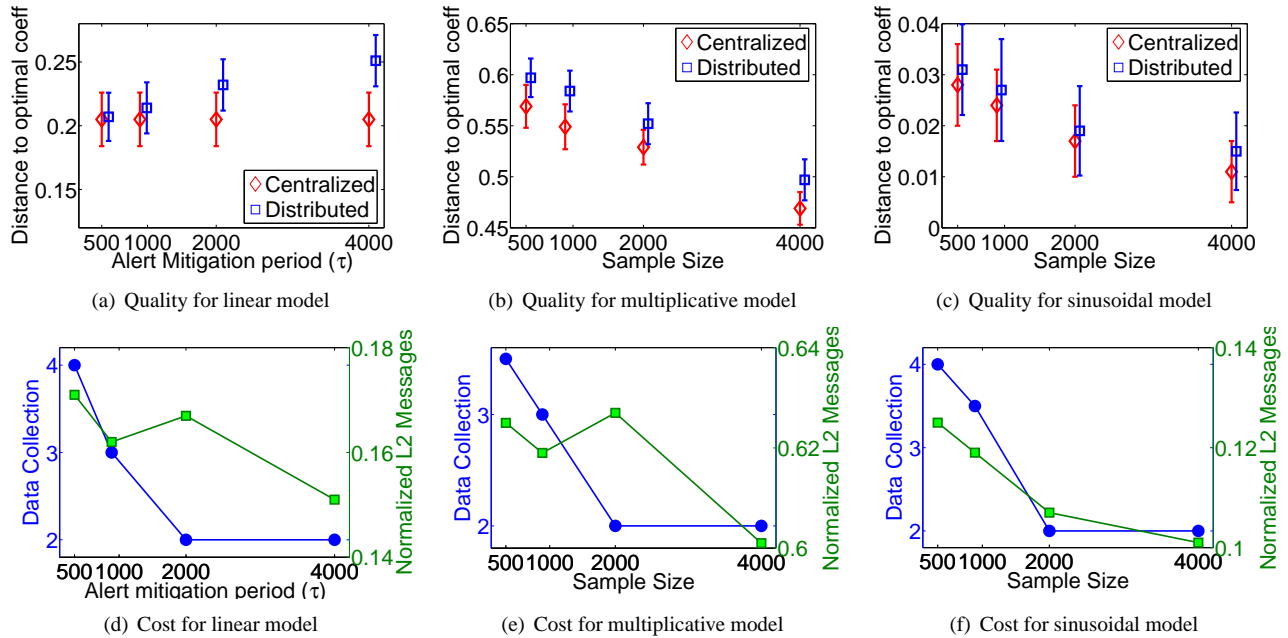 Distance to optimal coeff
0.25
0.2
0.15
Centralized
Distributed
500 1000 2000 4000
Alert Mitigation period (τ)
(a) Quality for linear model
Distance to optimal coeff
0.65
0.6
0.55
0.5
0.45
Centralized
Distributed
500 1000 2000 4000
Sample Size
(b) Quality for multiplicative model
Distance to optimal coeff
0.04
0.03
0.02
0.01
0
Centralized
Distributed
500 1000 2000 4000
Sample Size
(c) Quality for sinusoidal model
Data Collection
4
3
2
0.18
0.16
0.14
Normalized L2 Messages
500 1000 2000 4000
Alert mitigation period (τ)
(d) Cost for linear model
Data Collection
3
2
0.64
0.62
0.6
Normalized L2 Messages
500 1000 2000 4000
Sample Size
(e) Cost for multiplicative model
Data Collection
4
3
2
0.14
0.12
0.1
Normalized L2 Messages
500 1000 2000 4000
Sample Size
(f) Cost for sinusoidal model